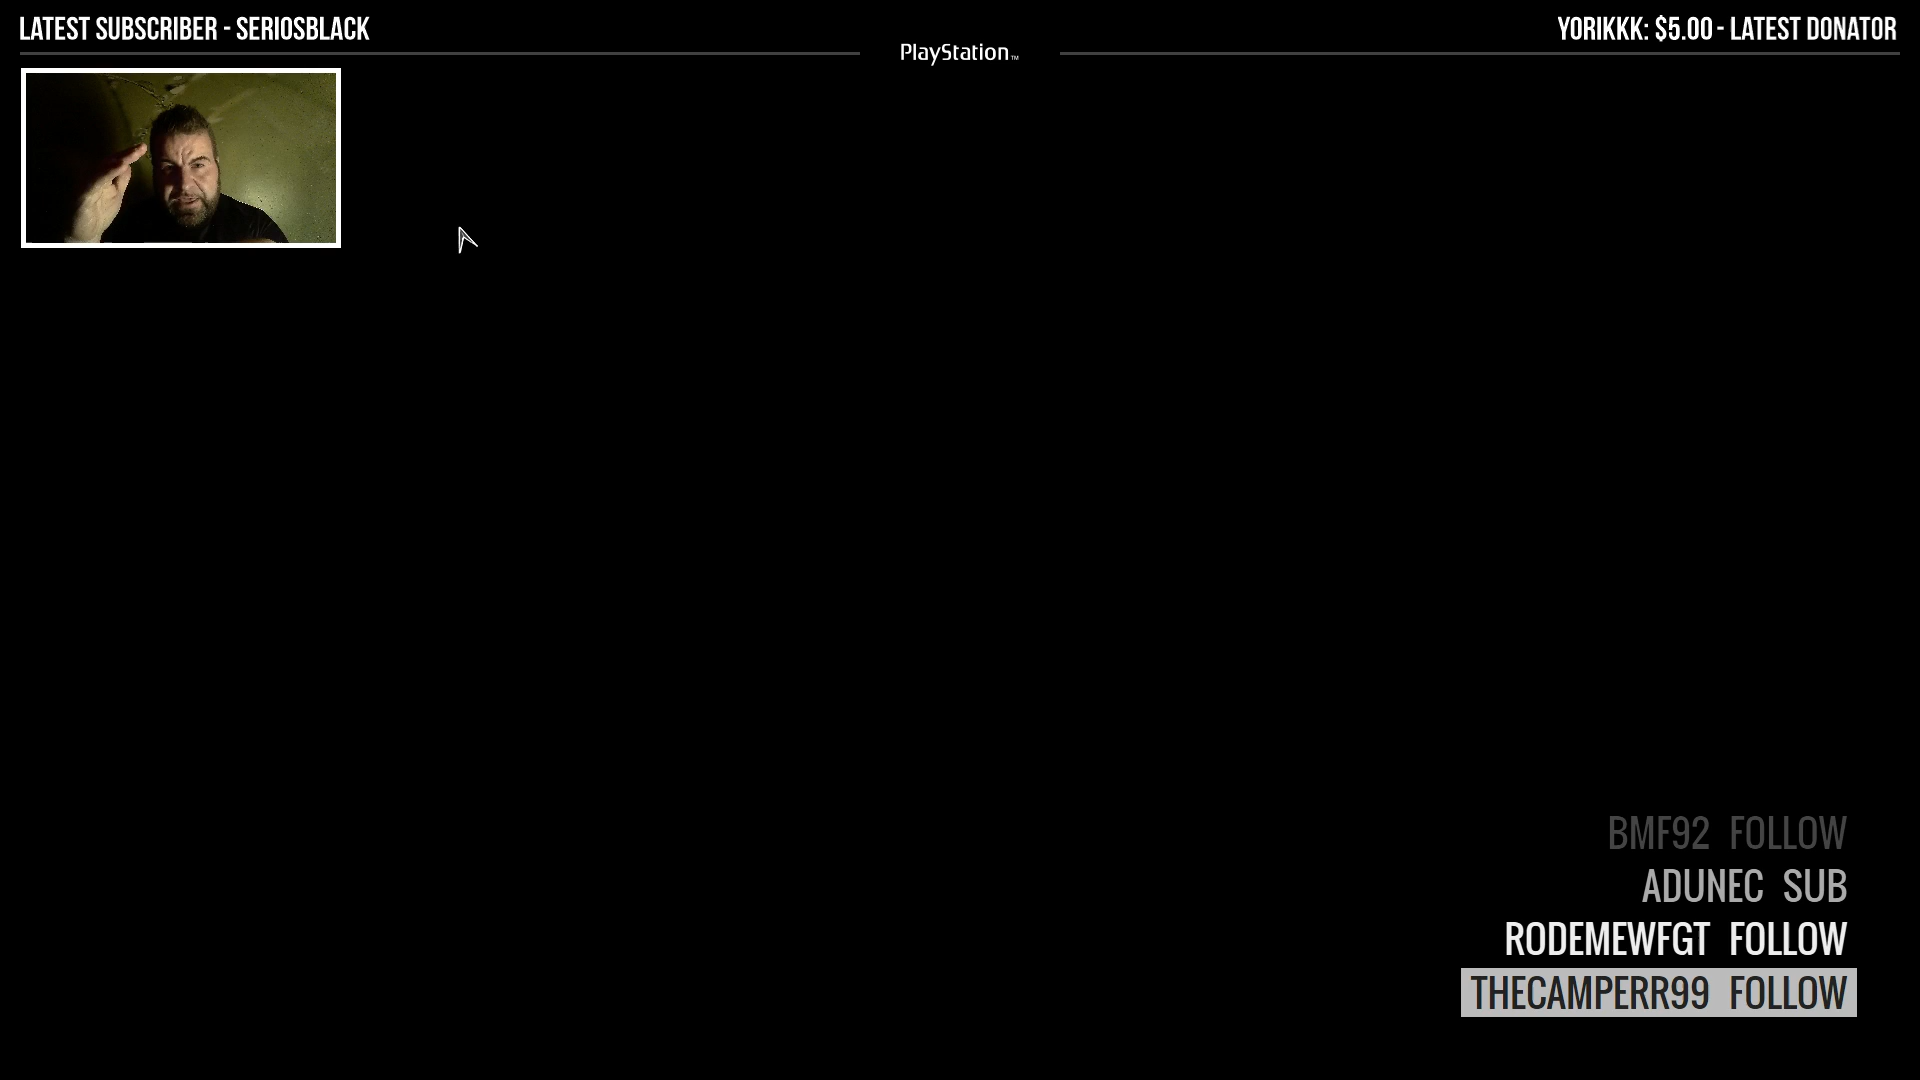 LATEST SUBSCRIBER - SERIOSBLACK
YORIKKK: $5.00 - LATEST DONATOR
PlayStation™
BMF92 FOLLOW
ADUNEC SUB
RODEMEWFGT FOLLOW
THECAMPERR99 FOLLOW